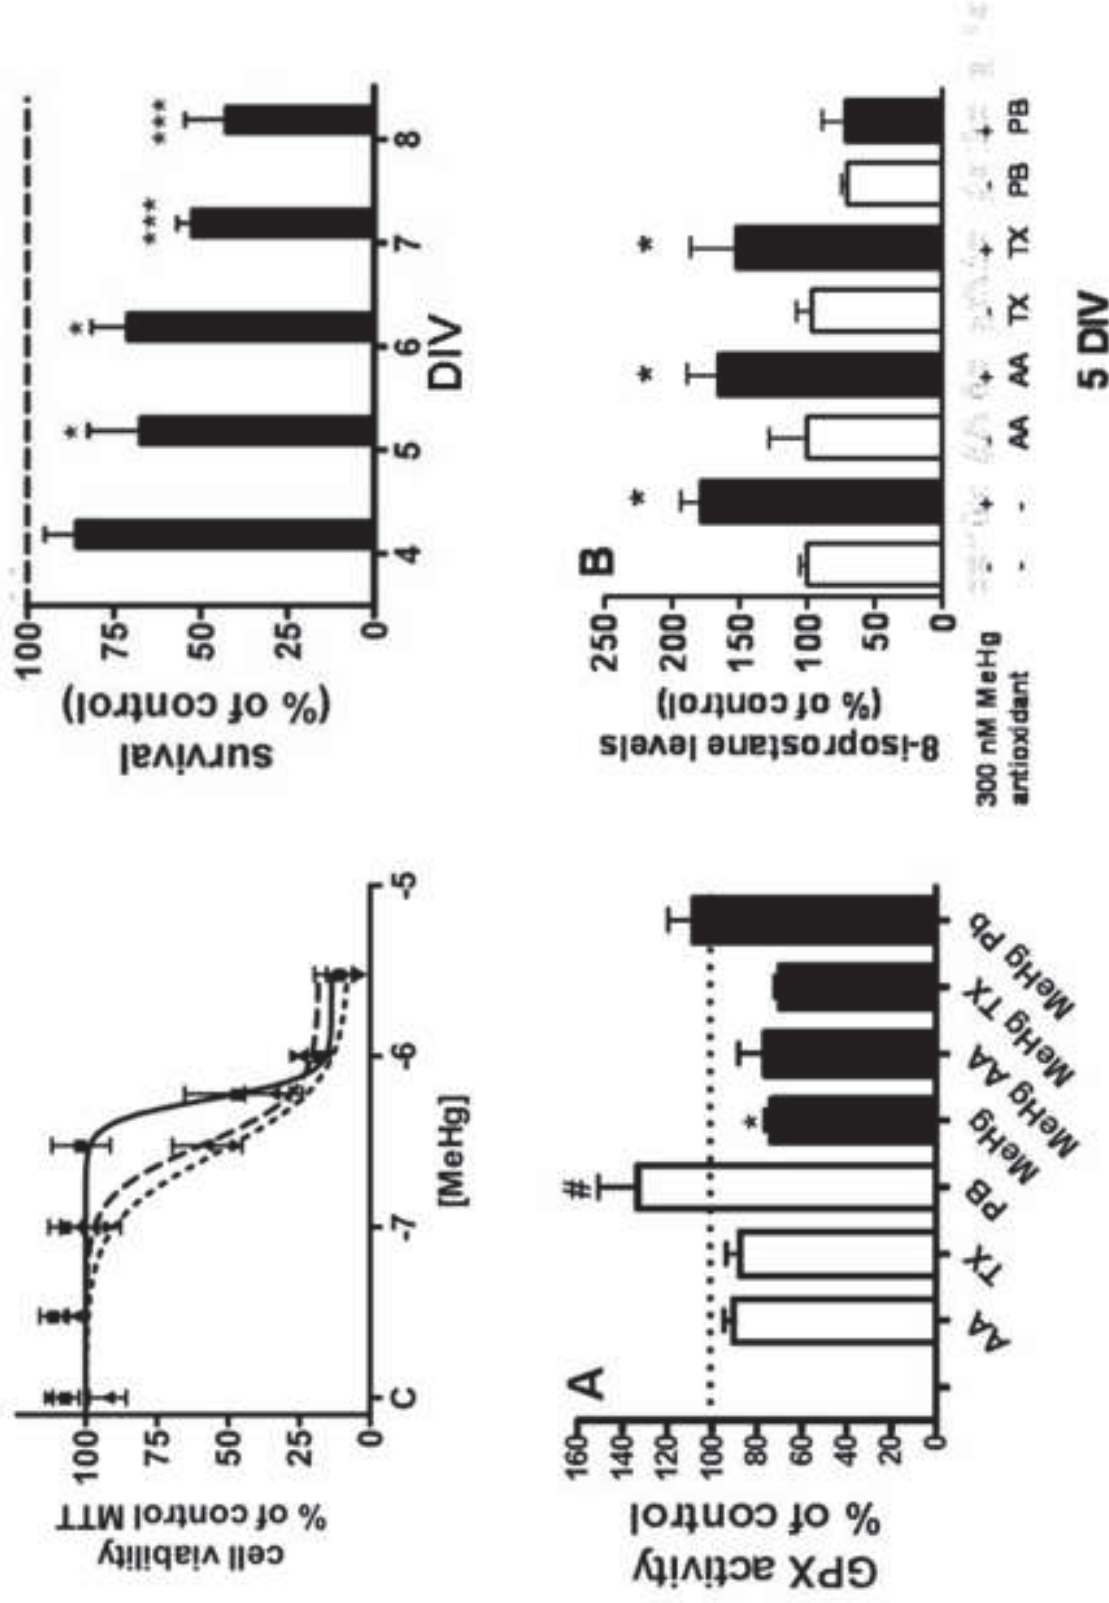 cell viability
% of control MTT
100
75
50
25
0
C
-7
-6
-5
[MeHg]
survival
(% of control)
100
75
50
25
0
*
*
***
***
4
5
6
7
8
DIV
A
GPX activity
% of control
160
140
120
100
80
60
40
20
0
#
*
AA
TX
PB
MeHg
MeHg AA
MeHg TX
MeHg Pb
B
8-isoprostane levels
(% of control)
250
200
150
100
50
0
*
*
*
300 nM MeHg - + - + - + - +
antioxidant - - AA AA TX TX PB PB
5 DIV